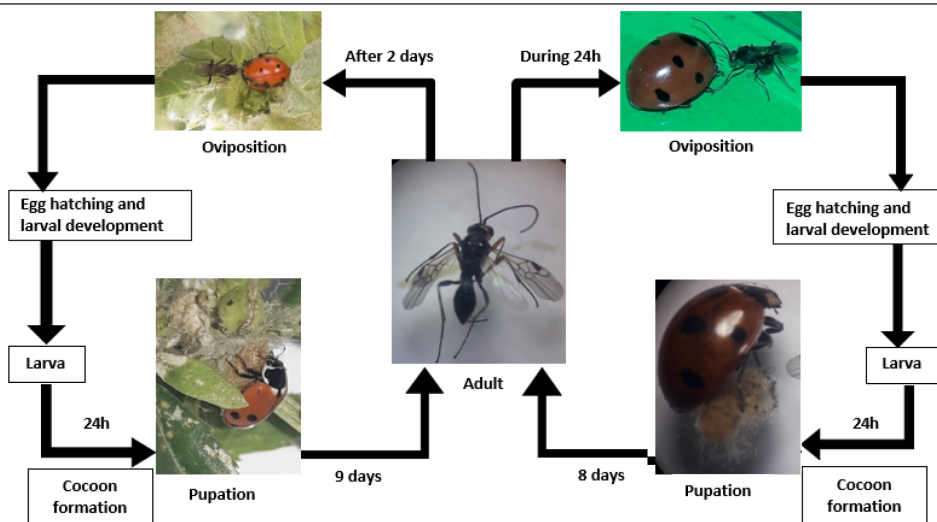 After 2 days
During 24h
Oviposition
Oviposition
Egg hatching and
larval development
Egg hatching and
larval development
Larva
Adult
Larva
24h
24h
9 days
8 days
Cocoon
formation
Pupation
Pupation
Cocoon
formation